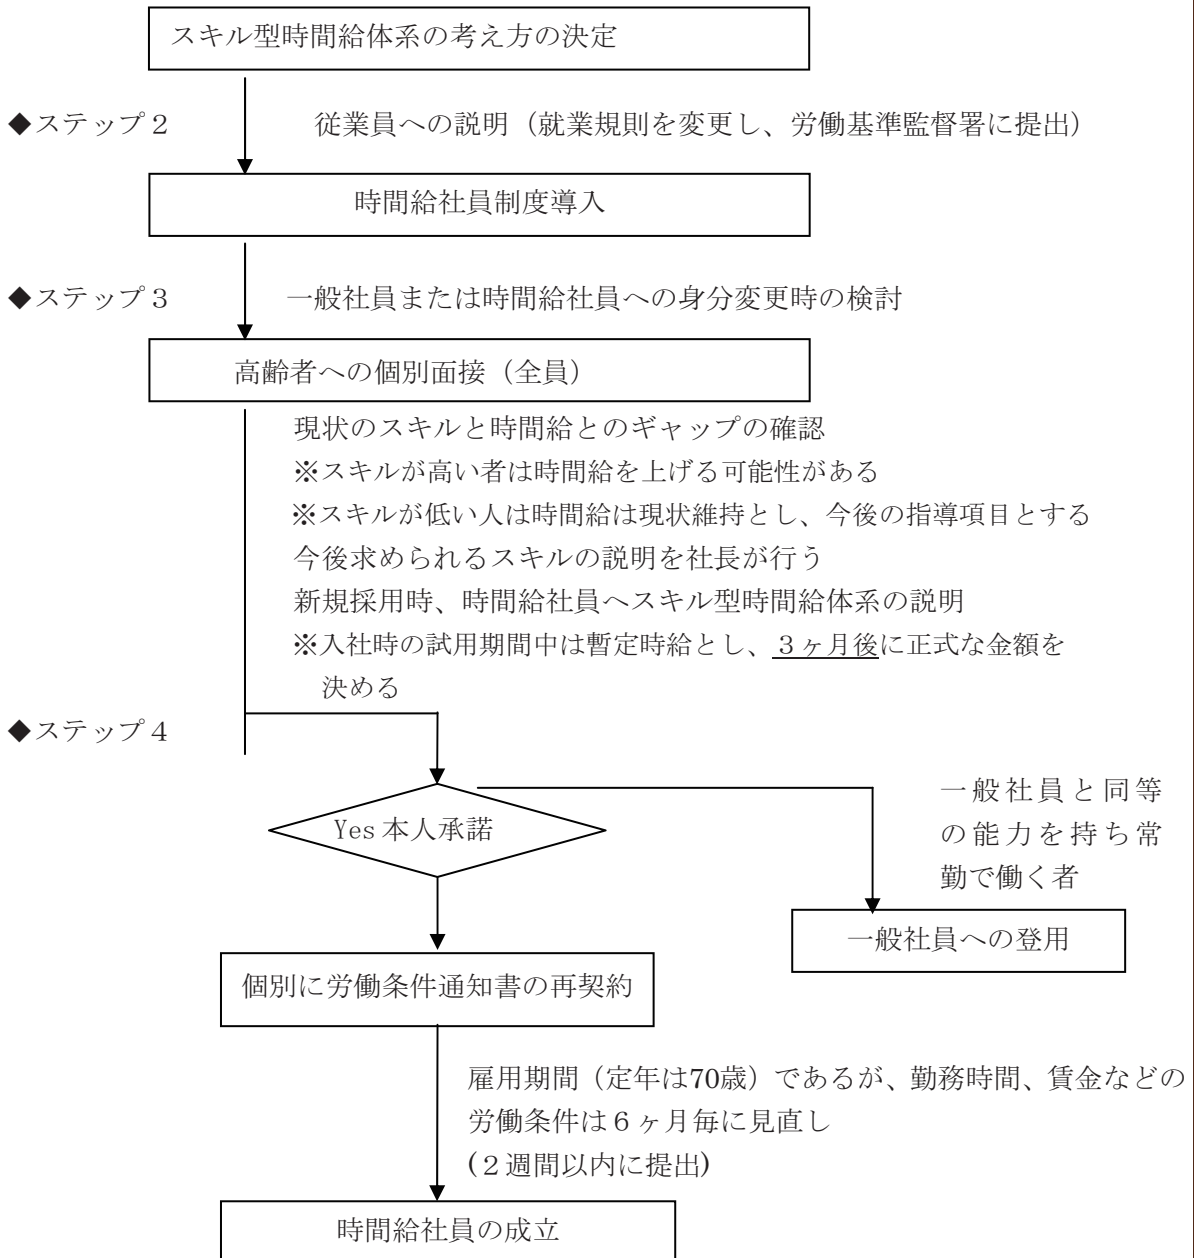 スキル型時間給体系の考え方の決定
◆ステップ２　従業員への説明（就業規則を変更し、労働基準監督署に提出）
時間給社員制度導入
◆ステップ３　一般社員または時間給社員への身分変更時の検討
高齢者への個別面接（全員）
現状のスキルと時間給とのギャップの確認
※スキルが高い者は時間給を上げる可能性がある
※スキルが低い人は時間給は現状維持とし、今後の指導項目とする
今後求められるスキルの説明を社長が行う
新規採用時、時間給社員へスキル型時間給体系の説明
※入社時の試用期間中は暫定時給とし、３ヶ月後に正式な金額を
決める
◆ステップ４
Yes 本人承諾
一般社員と同等
の能力を持ち常
勤で働く者
一般社員への登用
個別に労働条件通知書の再契約
雇用期間（定年は70歳）であるが、勤務時間、賃金などの
労働条件は６ヶ月毎に見直し
(２週間以内に提出)
時間給社員の成立